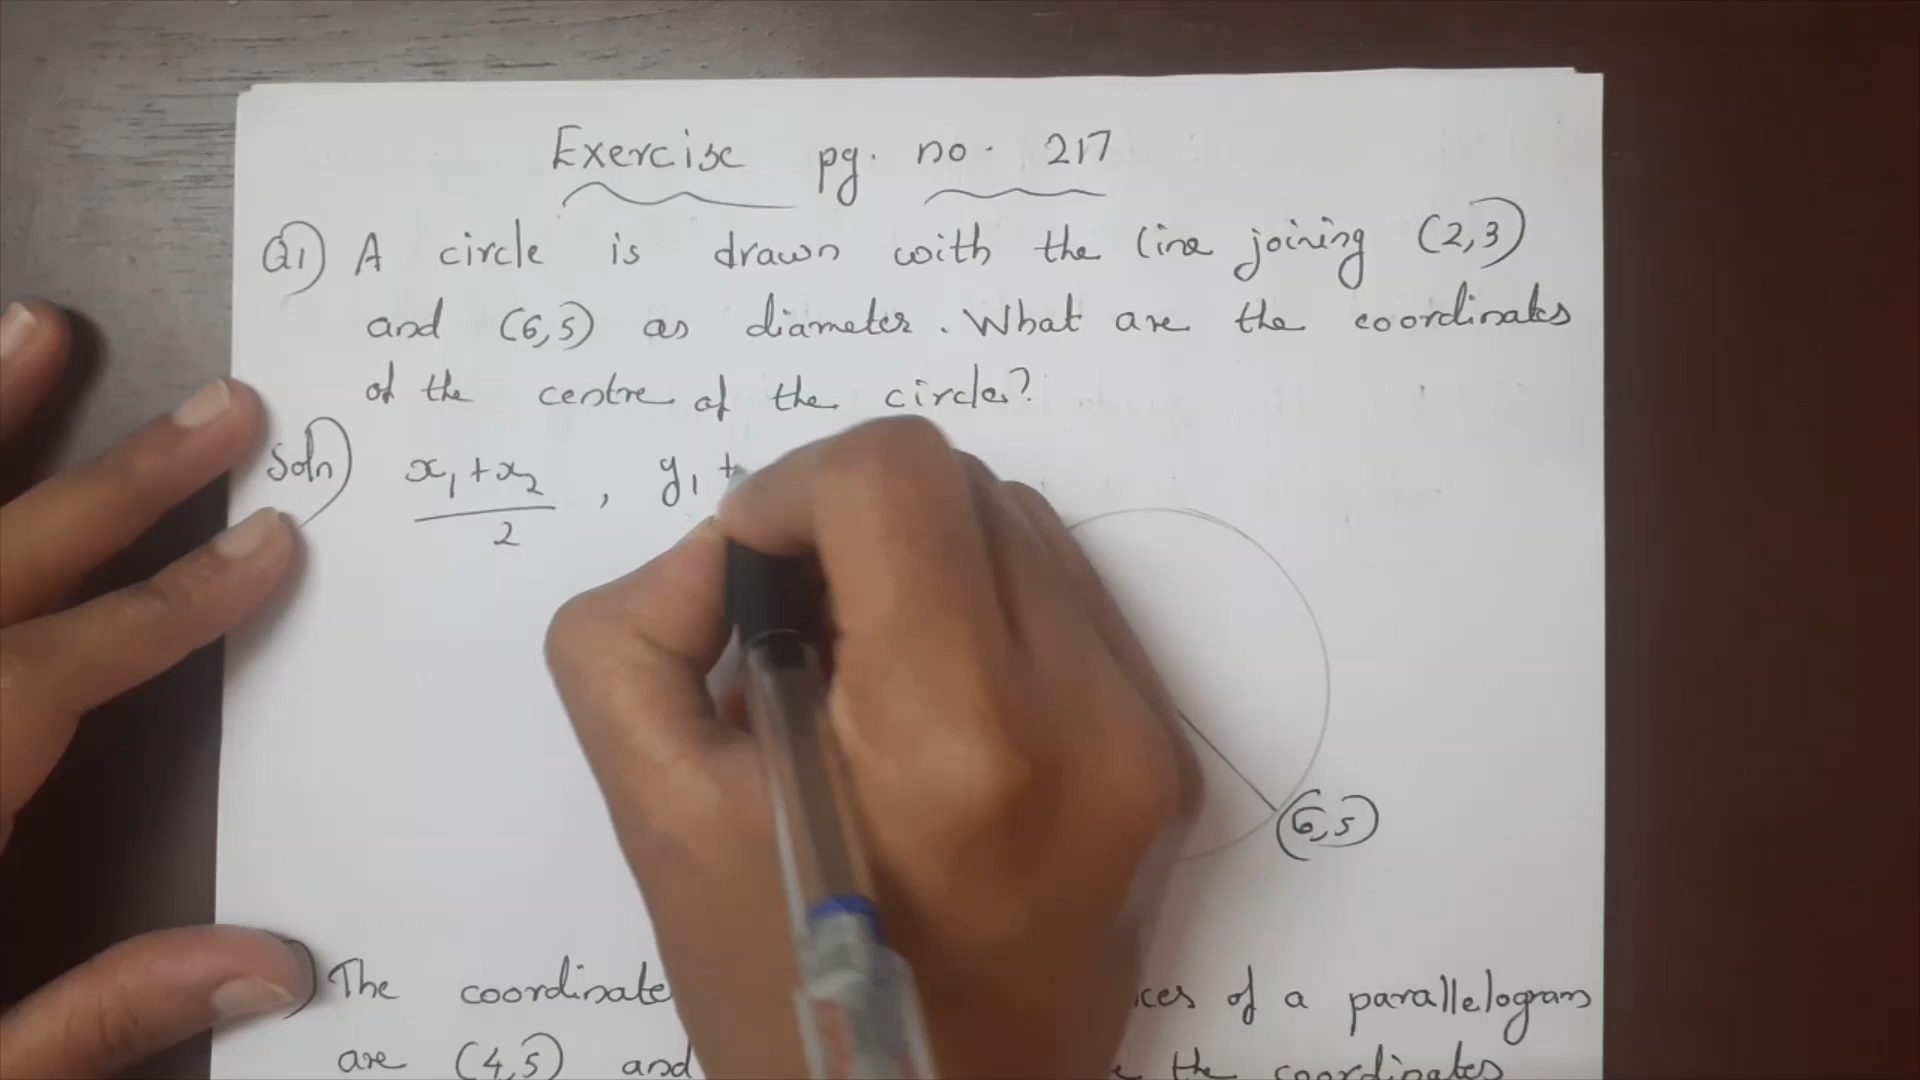 Exercise pg. no. 217
Q1) A circle is drawn with the line joining (2,3)
and (6,5) as diameter. What are the coordinates
of the centre of the circle?
Soln) x₁+x₂ / 2 , y₁ +
(6,5)
) The coordinate of a parallelogram
are (4,5) and the coordinates